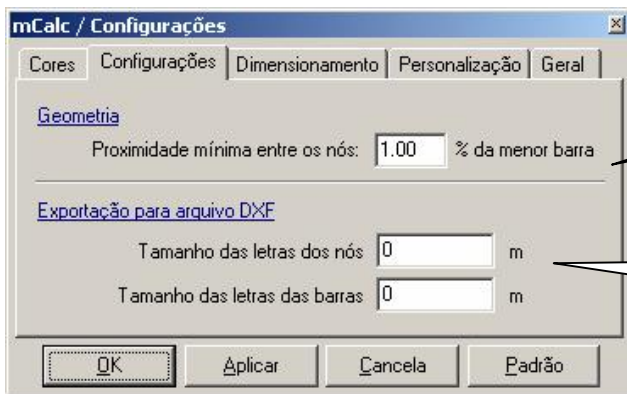 mCalc / Configurações
Cores Configurações Dimensionamento Personalização Geral
Geometria
Proximidade mínima entre os nós: 1.00 % da menor barra
Exportação para arquivo DXF
Tamanho das letras dos nós 0 m
Tamanho das letras das barras 0 m
OK Aplicar Cancela Padrão